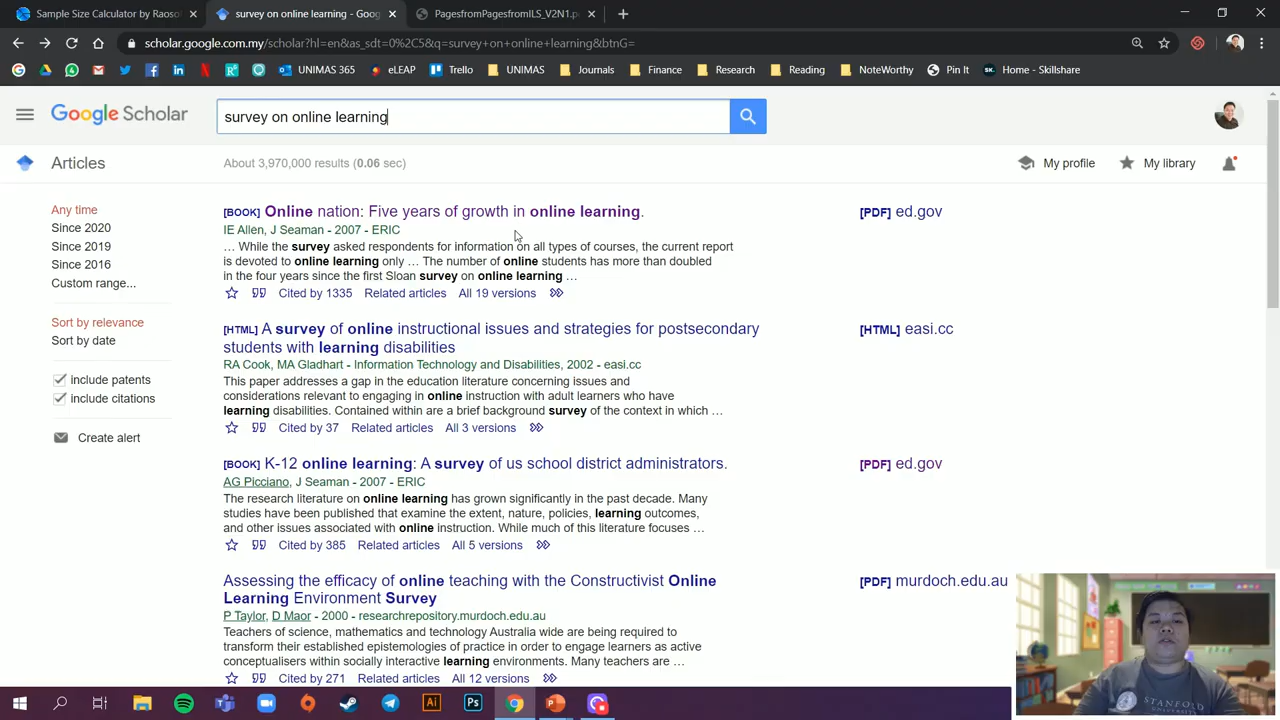 Sample Size Calculator by Raosoft
survey on online learning - Goog
PagesfromPagesfromILS_V2N1.p
scholar.google.com.my/scholar?hl=en&as_sdt=0%2C5&q=survey+on+online+learning&btnG=
UNIMAS 365
eLEAP
Trello
UNIMAS
Journals
Finance
Research
Reading
NoteWorthy
Pin It
Home - Skillshare
Google Scholar
survey on online learning
Articles
About 3,970,000 results (0.06 sec)
My profile
My library
Any time
Since 2020
Since 2019
Since 2016
Custom range...
Sort by relevance
Sort by date
include patents
include citations
Create alert
[BOOK] Online nation: Five years of growth in online learning.
IE Allen, J Seaman - 2007 - ERIC
… While the survey asked respondents for information on all types of courses, the current report
is devoted to online learning only … The number of online students has more than doubled
in the four years since the first Sloan survey on online learning …
Cited by 1335 Related articles All 19 versions
[PDF] ed.gov
[HTML] A survey of online instructional issues and strategies for postsecondary
students with learning disabilities
RA Cook, MA Gladhart - Information Technology and Disabilities, 2002 - easi.cc
This paper addresses a gap in the education literature concerning issues and
considerations relevant to engaging in online instruction with adult learners who have
learning disabilities. Contained within are a brief background survey of the context in which …
Cited by 37 Related articles All 3 versions
[HTML] easi.cc
[BOOK] K-12 online learning: A survey of us school district administrators.
AG Picciano, J Seaman - 2007 - ERIC
The research literature on online learning has grown significantly in the past decade. Many
studies have been published that examine the extent, nature, policies, learning outcomes,
and other issues associated with online instruction. While much of this literature focuses …
Cited by 385 Related articles All 5 versions
[PDF] ed.gov
Assessing the efficacy of online teaching with the Constructivist Online
Learning Environment Survey
P Taylor, D Maor - 2000 - researchrepository.murdoch.edu.au
Teachers of science, mathematics and technology Australia wide are being required to
transform their established epistemologies of practice in order to engage learners as active
conceptualisers within socially interactive learning environments. Many teachers are …
Cited by 271 Related articles All 12 versions
[PDF] murdoch.edu.au
STANFORD